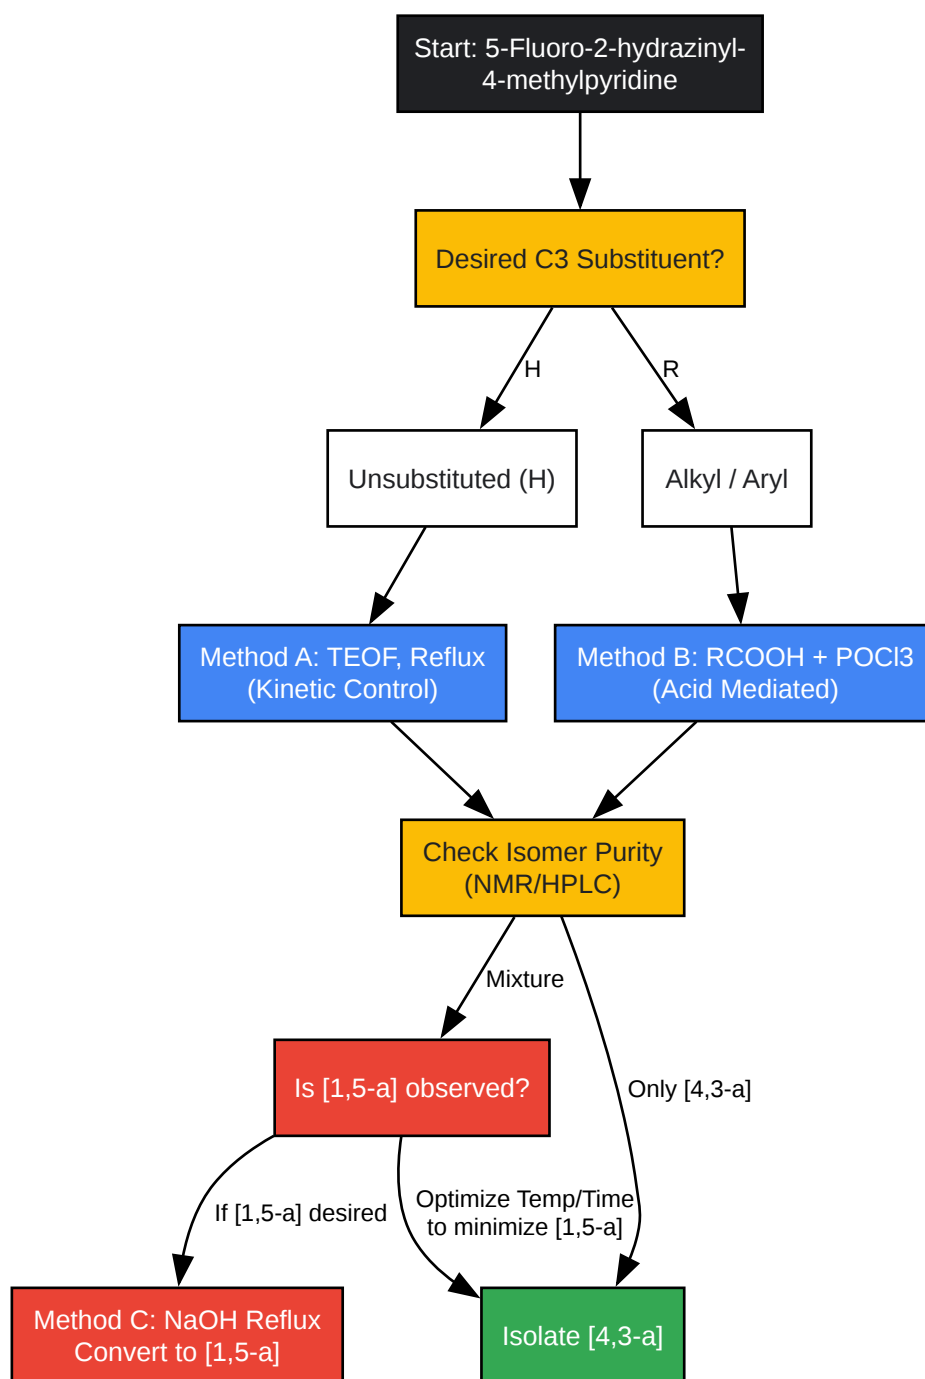 Start: 5-Fluoro-2-hydrazinyl-
4-methylpyridine
Desired C3 Substituent?
H
R
Unsubstituted (H)
Alkyl / Aryl
Method A: TEOF, Reflux
(Kinetic Control)
Method B: RCOOH + POCl3
(Acid Mediated)
Check Isomer Purity
(NMR/HPLC)
Mixture
Only [4,3-a]
Is [1,5-a] observed?
If [1,5-a] desired
Optimize Temp/Time
to minimize [1,5-a]
Method C: NaOH Reflux
Convert to [1,5-a]
Isolate [4,3-a]